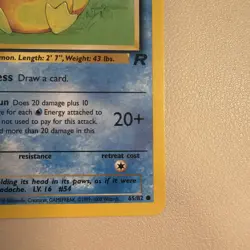 mon. Length: 2' 7", Weight: 43 lbs.
R
ess Draw a card.
un Does 20 damage plus 10
for each Energy attached to
not used to pay for this attack.
d more than 20 damage in this
20+
resistance retreat cost
lding its head in its paws, as if it were
eadache. LV. 16 #54
65/82